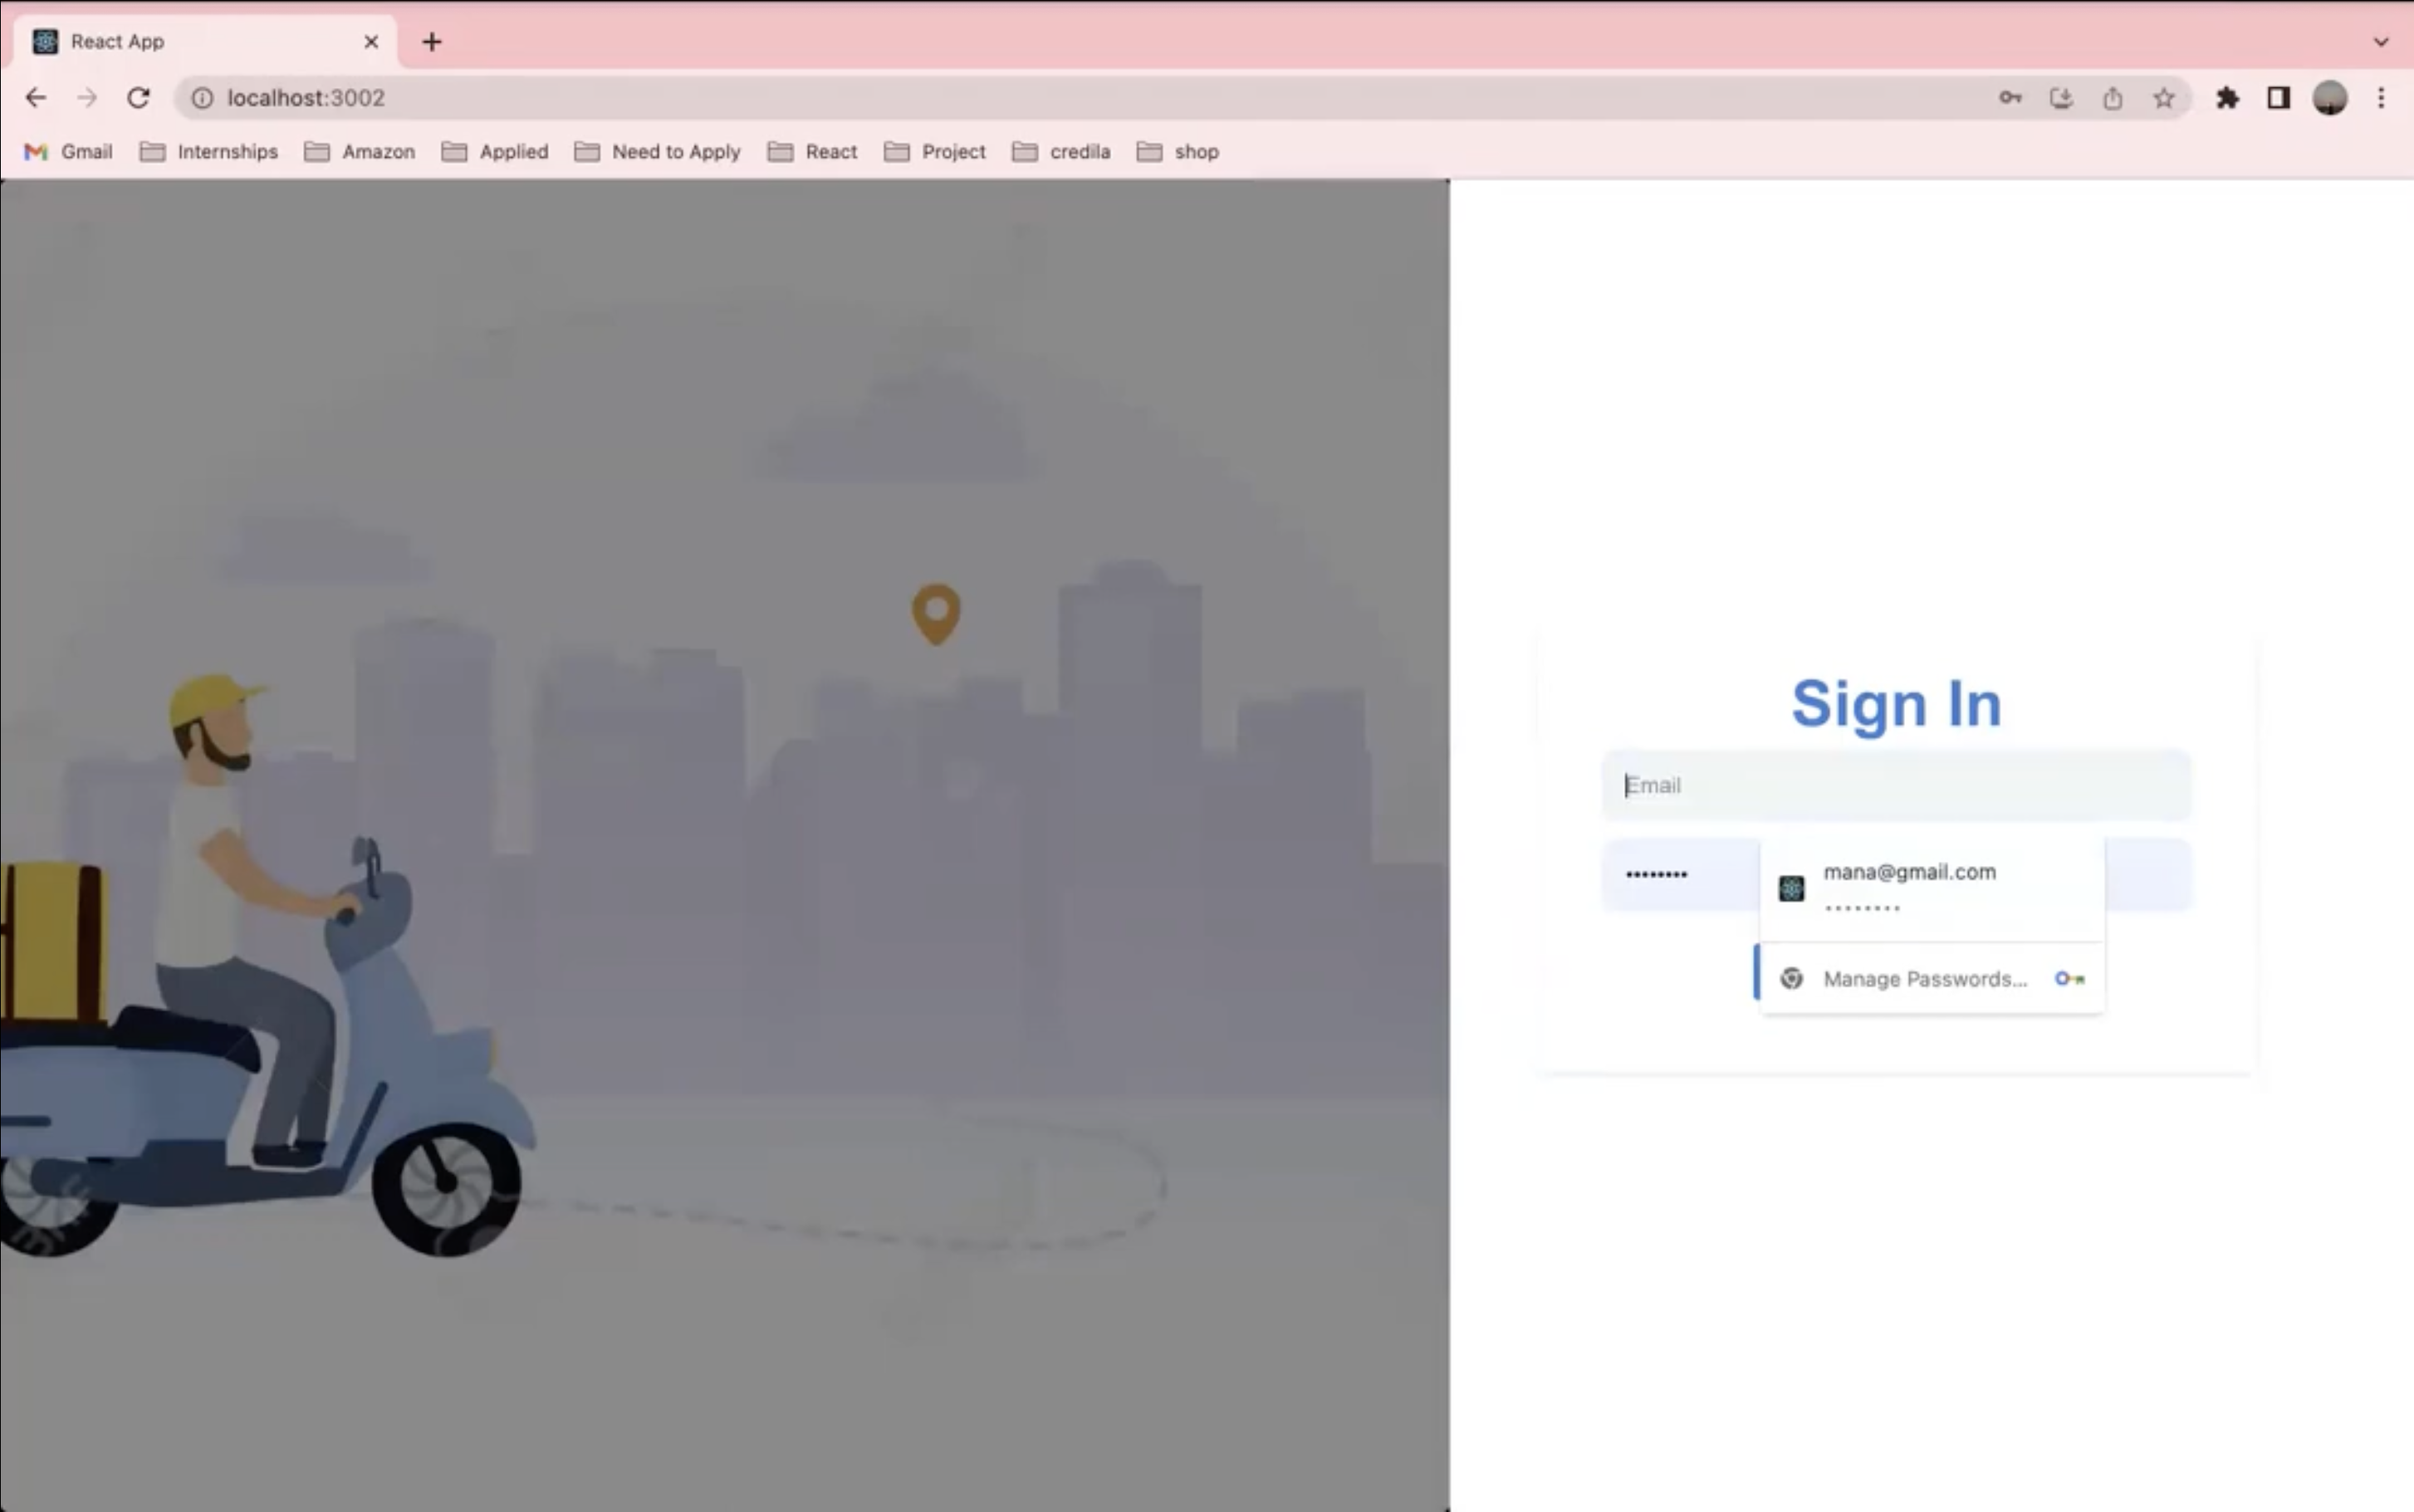 React App
localhost:3002
Gmail Internships Amazon Applied Need to Apply React Project credila shop
Sign In
Email
••••••••
mana@gmail.com
••••••••
Manage Passwords...